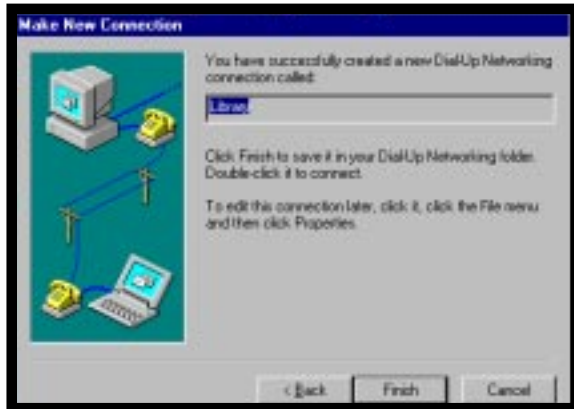 Make New Connection
You have successfully created a new Dial-Up Networking
connection called:
Library
Click Finish to save it in your Dial-Up Networking folder.
Double-click it to connect.
To edit this connection later, click it, click the File menu
and then click Properties.
< Back
Finish
Cancel